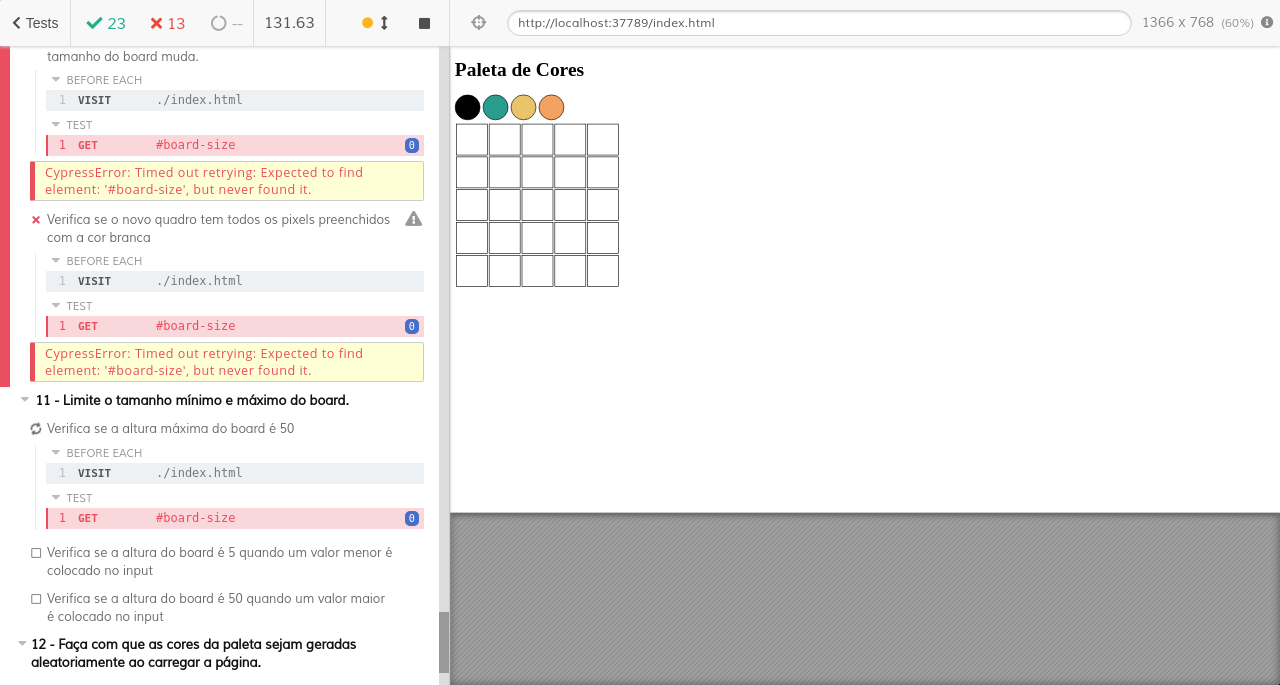 Tests
23
13
--
131.63
http://localhost:37789/index.html
1366 x 768 (60%)
tamanho do board muda.
BEFORE EACH
1 VISIT ./index.html
TEST
1 GET #board-size 0
CypressError: Timed out retrying: Expected to find
element: '#board-size', but never found it.
Verifica se o novo quadro tem todos os pixels preenchidos
com a cor branca
BEFORE EACH
1 VISIT ./index.html
TEST
1 GET #board-size 0
CypressError: Timed out retrying: Expected to find
element: '#board-size', but never found it.
11 - Limite o tamanho mínimo e máximo do board.
Verifica se a altura máxima do board é 50
BEFORE EACH
1 VISIT ./index.html
TEST
1 GET #board-size 0
Verifica se a altura do board é 5 quando um valor menor é
colocado no input
Verifica se a altura do board é 50 quando um valor maior
é colocado no input
12 - Faça com que as cores da paleta sejam geradas
aleatoriamente ao carregar a página.
Paleta de Cores